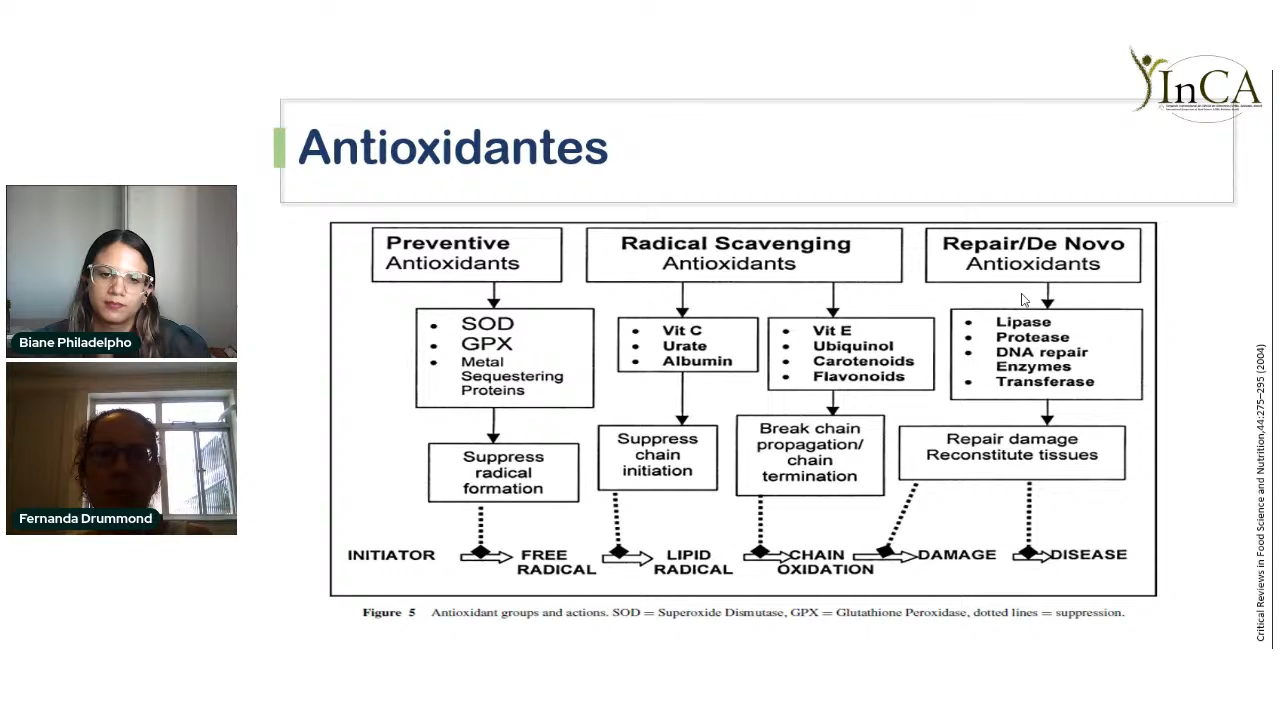 InCA
Antioxidantes
Biane Philadelpho
Fernanda Drummond
Preventive
Antioxidants
Radical Scavenging
Antioxidants
Repair/De Novo
Antioxidants
• SOD
• GPX
• Metal
Sequestering
Proteins
• Vit C
• Urate
• Albumin
• Vit E
• Ubiquinol
• Carotenoids
• Flavonoids
• Lipase
• Protease
• DNA repair
Enzymes
• Transferase
Suppress
radical
formation
Suppress
chain
initiation
Break chain
propagation/
chain
termination
Repair damage
Reconstitute tissues
INITIATOR
FREE
RADICAL
LIPID
RADICAL
CHAIN
OXIDATION
DAMAGE
DISEASE
Figure 5 Antioxidant groups and actions. SOD = Superoxide Dismutase, GPX = Glutathione Peroxidase, dotted lines = suppression.
Critical Reviews in Food Science and Nutrition,44:275–295 (2004)